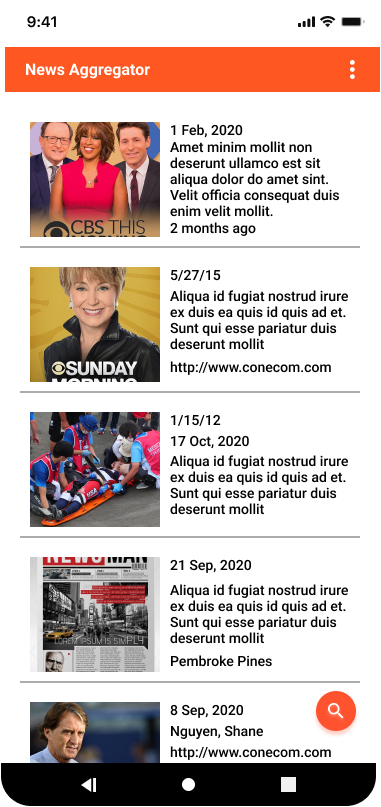 9:41
News Aggregator
CBS THIS
MORNING
1 Feb, 2020
Amet minim mollit non
deserunt ullamco est sit
aliqua dolor do amet sint.
Velit officia consequat duis
enim velit mollit.
2 months ago
SUNDAY
MORNING
5/27/15
Aliqua id fugiat nostrud irure
ex duis ea quis id quis ad et.
Sunt qui esse pariatur duis
deserunt mollit
http://www.conecom.com
1/15/12
17 Oct, 2020
Aliqua id fugiat nostrud irure
ex duis ea quis id quis ad et.
Sunt qui esse pariatur duis
deserunt mollit
USA
NEWSMAN
LOREM IPSUM IS SIMPLY
21 Sep, 2020
Aliqua id fugiat nostrud irure
ex duis ea quis id quis ad et.
Sunt qui esse pariatur duis
deserunt mollit
Pembroke Pines
8 Sep, 2020
Nguyen, Shane
http://www.conecom.com